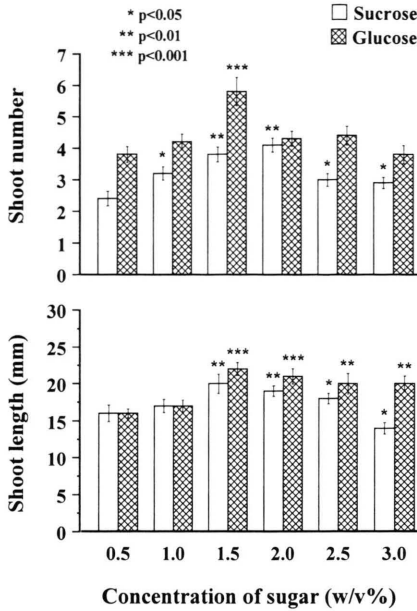 * p<0.05
** p<0.01
*** p<0.001
Sucrose
Glucose
Shoot number
7
6
5
4
3
2
1
0
* ** *** ** * *
Shoot length (mm)
30
25
20
15
10
5
0
** *** ** *** * ** * **
0.5 1.0 1.5 2.0 2.5 3.0
Concentration of sugar (w/v%)